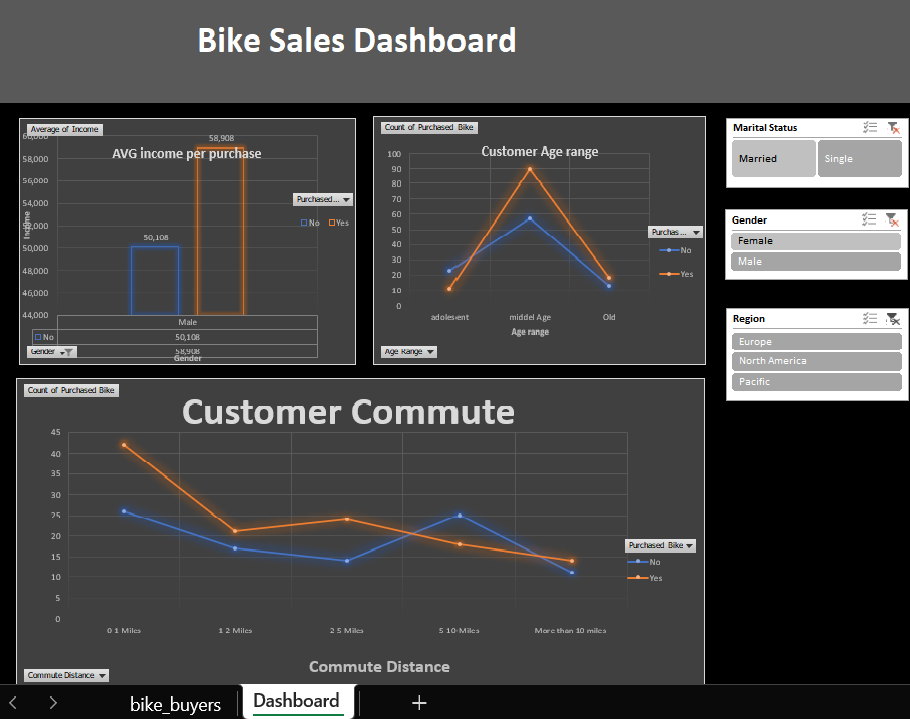 Bike Sales Dashboard
Average of Income
AVG income per purchase
60,000
58,000
56,000
54,000
52,000
50,000
48,000
46,000
44,000
Income
58,908
50,108
Purchased...
No Yes
Male
No 50,108
58,908
Gender
Gender
Count of Purchased Bike
Customer Age range
100
90
80
70
60
50
40
30
20
10
0
adolesent middel Age Old
Age range
Purchas...
No
Yes
Age Range
Marital Status
Married Single
Gender
Female
Male
Region
Europe
North America
Pacific
Count of Purchased Bike
Customer Commute
45
40
35
30
25
20
15
10
5
0
0 1 Miles 1 2 Miles 2 5 Miles 5 10-Miles More than 10 miles
Purchased Bike
No
Yes
Commute Distance
Commute Distance
bike_buyers Dashboard